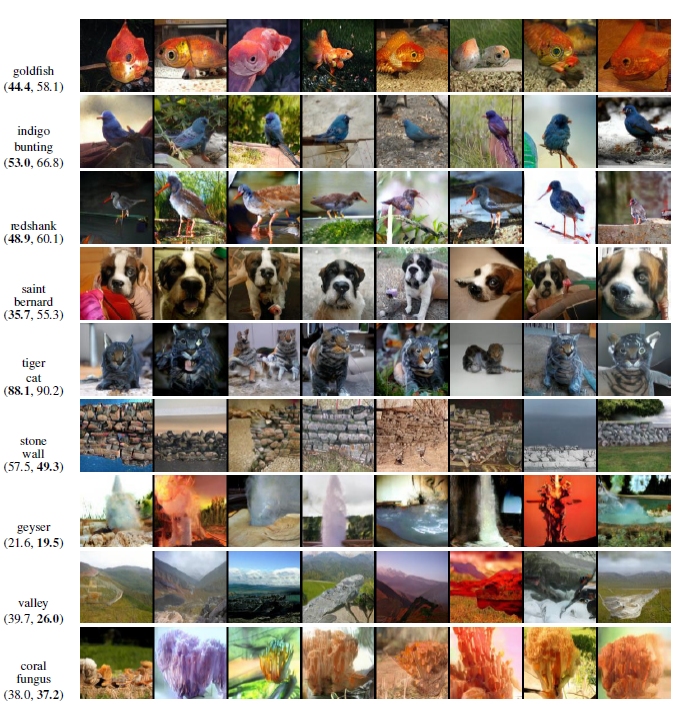 goldfish
(44.4, 58.1)
indigo
bunting
(53.0, 66.8)
redshank
(48.9, 60.1)
saint
bernard
(35.7, 55.3)
tiger
cat
(88.1, 90.2)
stone
wall
(57.5, 49.3)
geyser
(21.6, 19.5)
valley
(39.7, 26.0)
coral
fungus
(38.0, 37.2)